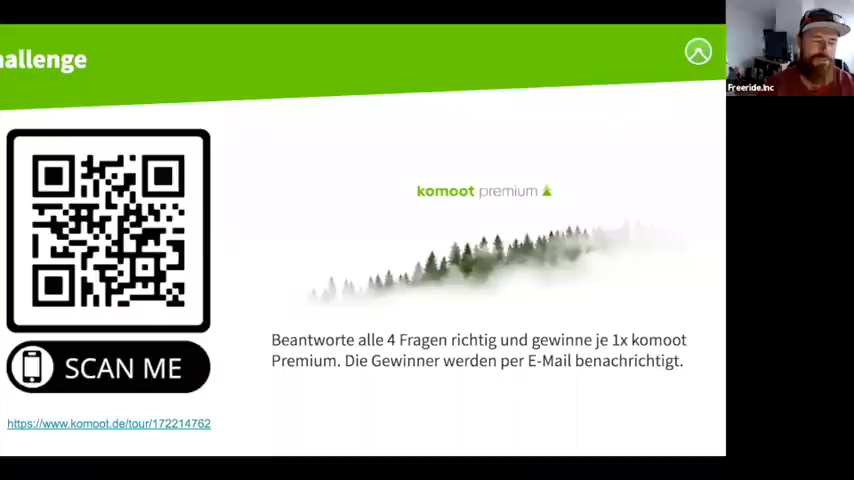 hallenge
komoot premium
Beantworte alle 4 Fragen richtig und gewinne je 1x komoot
Premium. Die Gewinner werden per E-Mail benachrichtigt.
SCAN ME
https://www.komoot.de/tour/172214762
Freeride.Inc